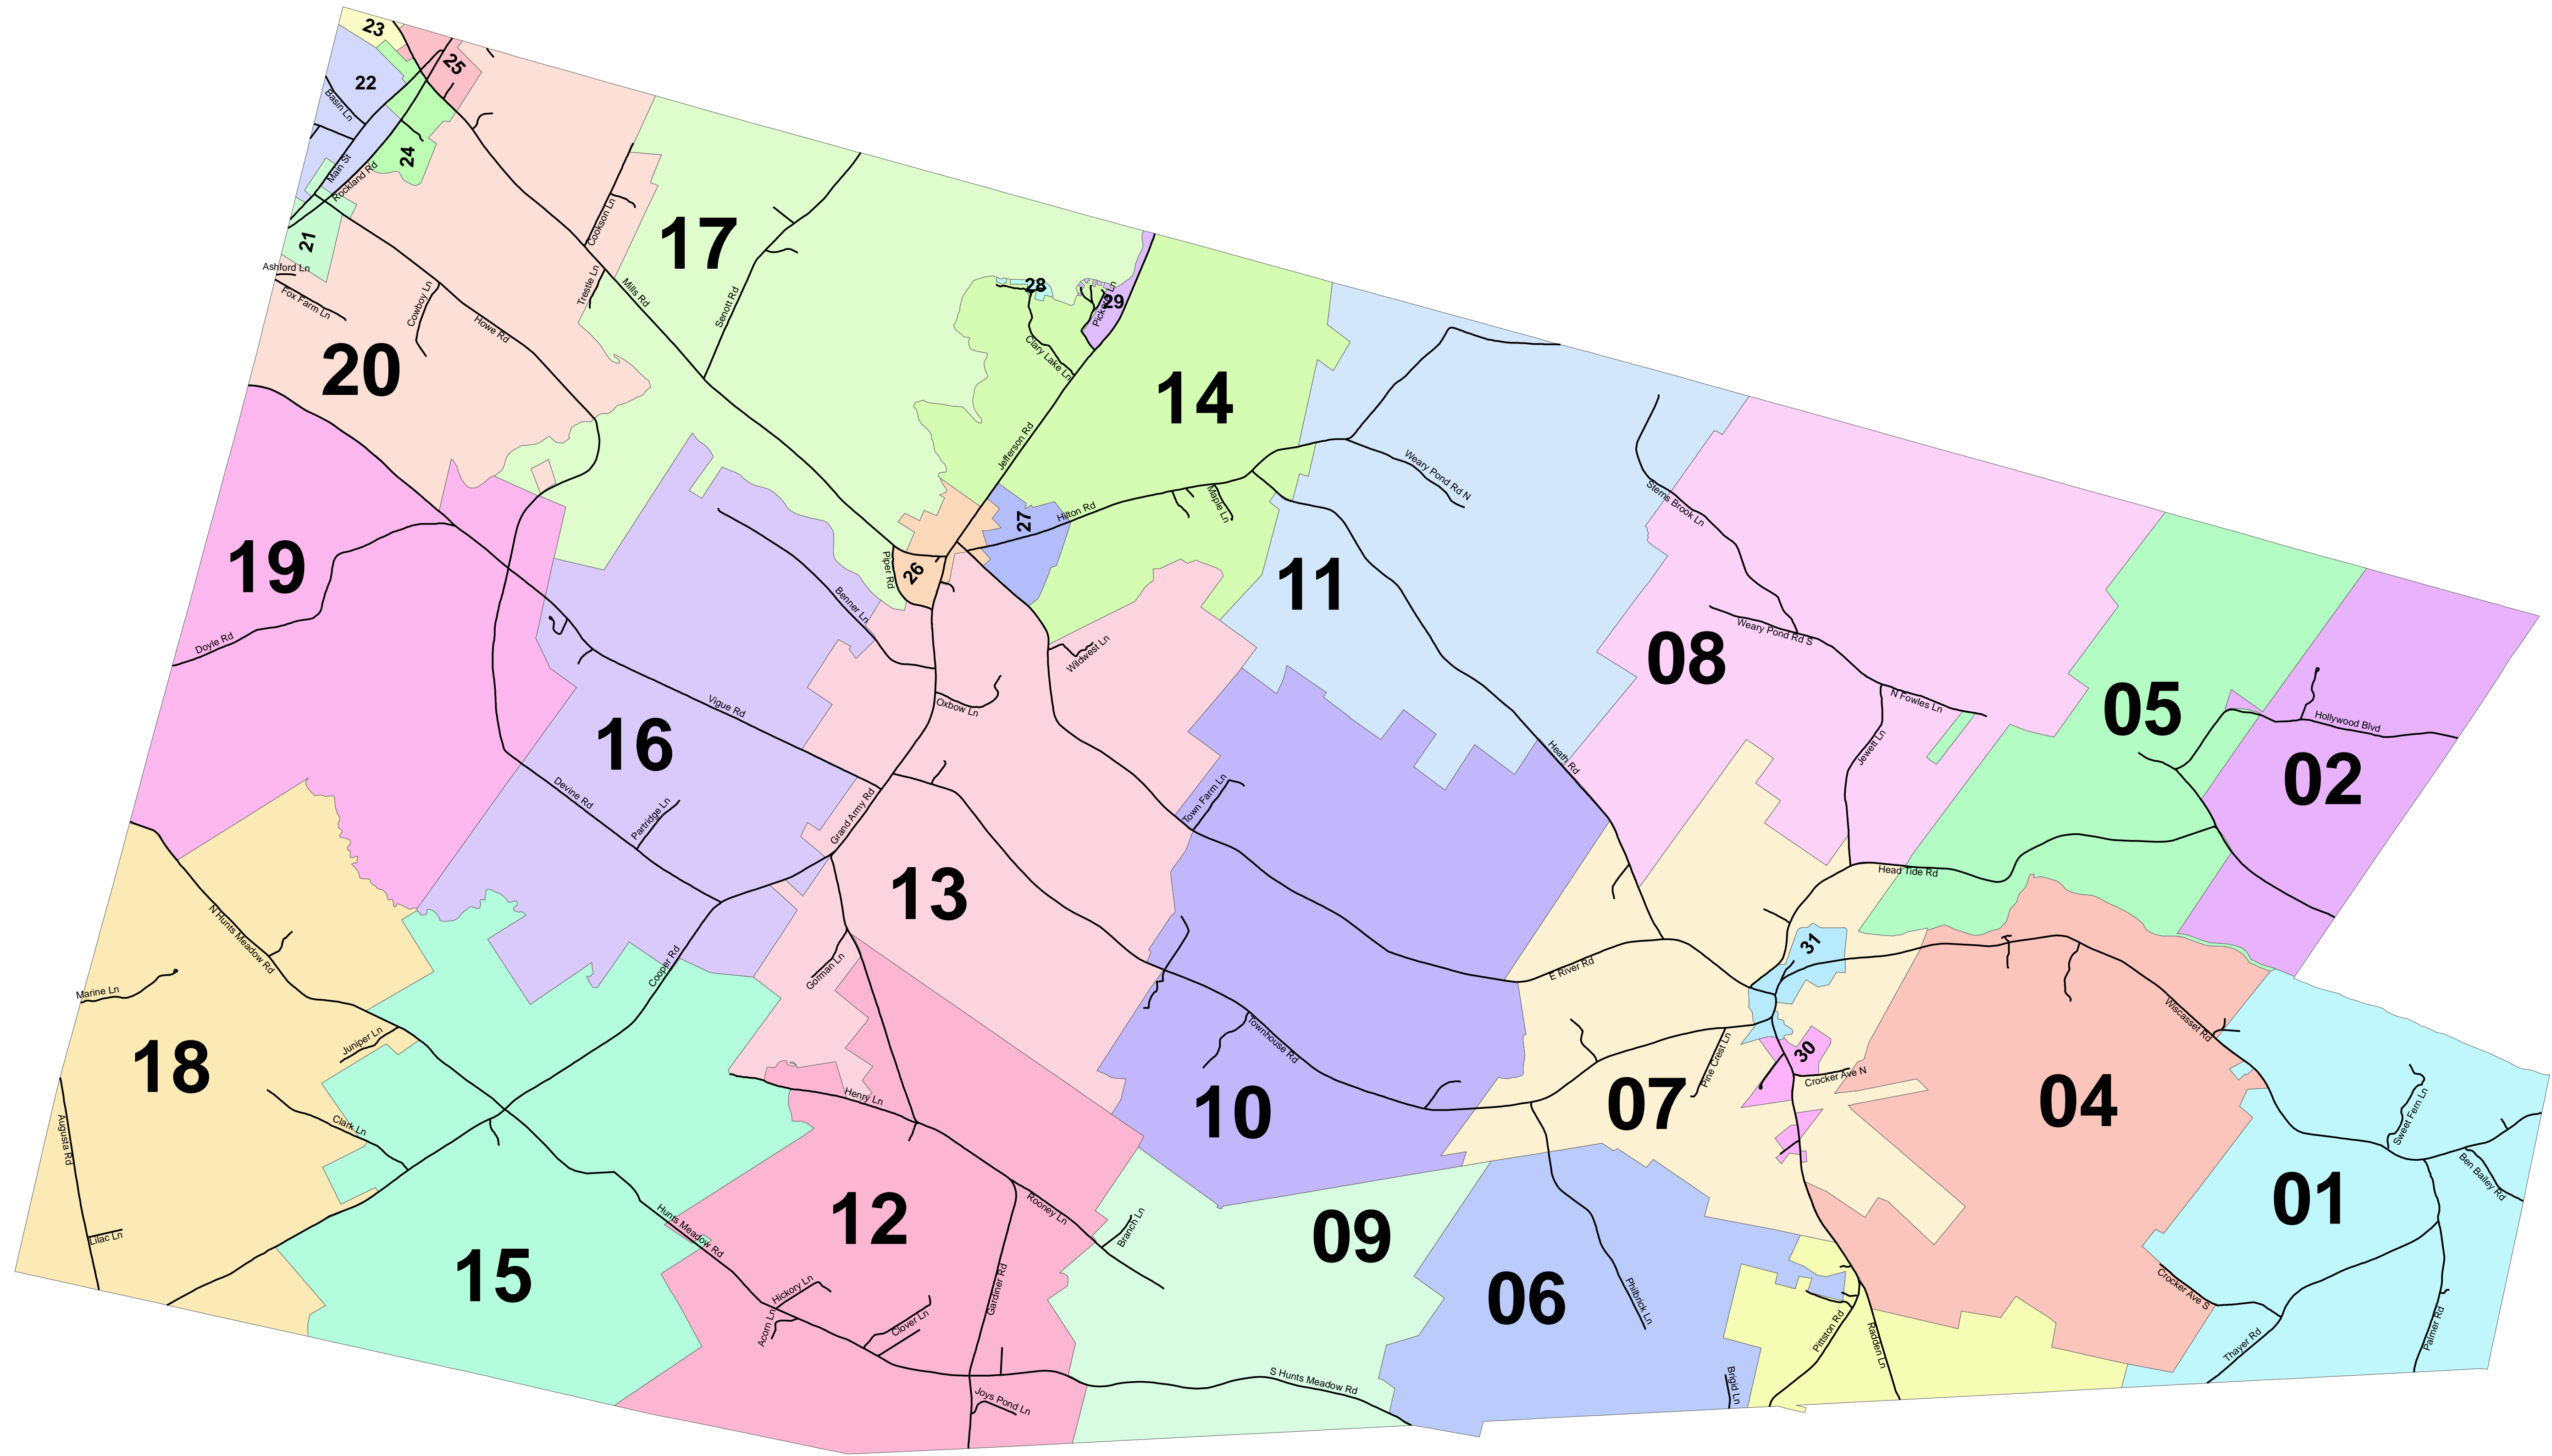 23
25
22
Basin Ln
24
Main St
Rockland Rd
21
Ashford Ln
Fox Farm Ln
Cowboy Ln
Howe Rd
20
Cookson Ln
Trestle Ln
Mills Rd
17
Senott Rd
28
29
Clary Lake Ln
Jefferson Rd
14
Weary Pond Rd N
Hilton Rd
Maple Ln
27
26
Piper Rd
Benner Ln
19
Doyle Rd
11
Sterns Brook Ln
Weary Pond Rd S
08
N Fowles Ln
Jewett Ln
05
Hollywood Blvd
02
Wildwest Ln
Oxbow Ln
Vigue Rd
16
Devine Rd
Partridge Ln
Grand Army Rd
Town Farm Ln
Heath Rd
13
Head Tide Rd
N Hunts Meadow Rd
Marine Ln
Cooper Rd
Gorman Ln
E River Rd
31
Wiscasset Rd
18
Juniper Ln
Townhouse Rd
Pine Crest Ln
30
Crocker Ave N
Henry Ln
10
07
04
Augusta Rd
Clark Ln
Sweet Fern Ln
Ben Bailey Rd
01
Lilac Ln
15
Hunts Meadow Rd
12
Rooney Ln
Branch Ln
09
06
Philbrick Ln
Hickory Ln
Acorn Ln
Clover Ln
Gardiner Rd
Joys Pond Ln
S Hunts Meadow Rd
Brigid Ln
Pittston Rd
Radden Ln
Crocker Ave S
Thayer Rd
Palmer Rd